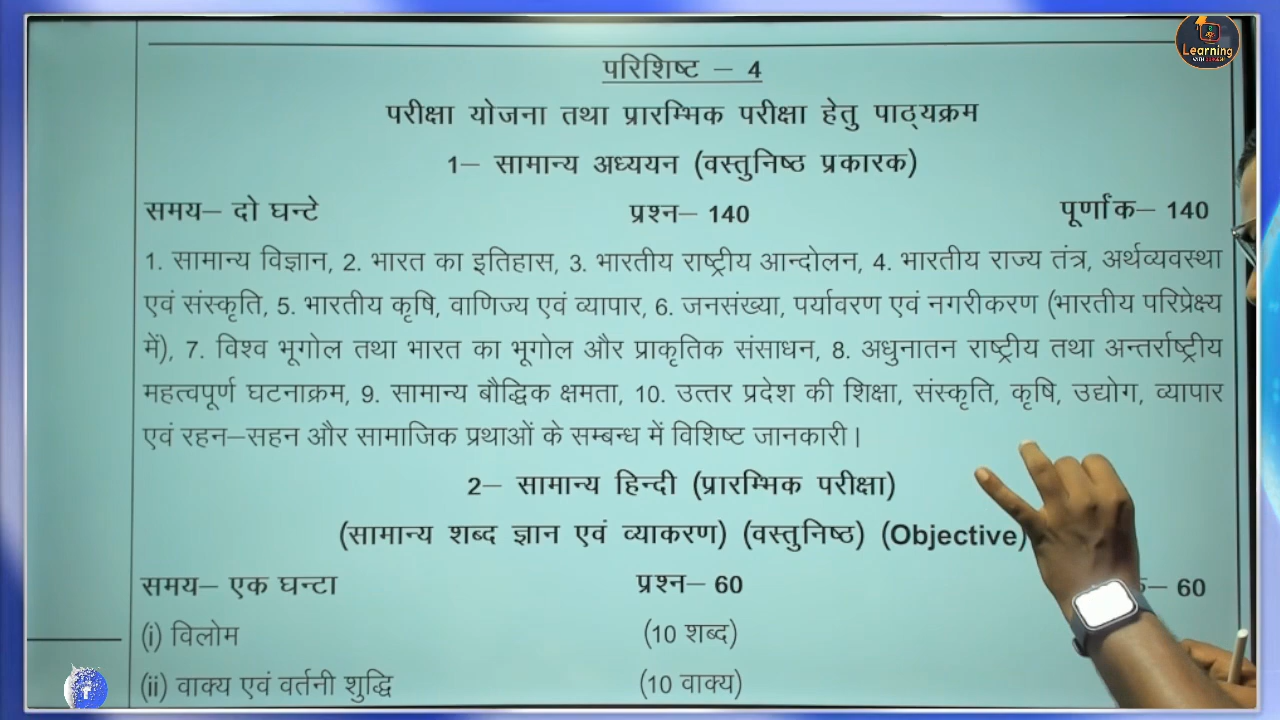 Learning
परिशिष्ट – 4
परीक्षा योजना तथा प्रारम्भिक परीक्षा हेतु पाठ्यक्रम
1– सामान्य अध्ययन (वस्तुनिष्ठ प्रकारक)
समय– दो घन्टे प्रश्न– 140 पूर्णांक– 140
1. सामान्य विज्ञान, 2. भारत का इतिहास, 3. भारतीय राष्ट्रीय आन्दोलन, 4. भारतीय राज्य तंत्र, अर्थव्यवस्था
एवं संस्कृति, 5. भारतीय कृषि, वाणिज्य एवं व्यापार, 6. जनसंख्या, पर्यावरण एवं नगरीकरण (भारतीय परिप्रेक्ष्य
में), 7. विश्व भूगोल तथा भारत का भूगोल और प्राकृतिक संसाधन, 8. अधुनातन राष्ट्रीय तथा अन्तर्राष्ट्रीय
महत्वपूर्ण घटनाक्रम, 9. सामान्य बौद्धिक क्षमता, 10. उत्तर प्रदेश की शिक्षा, संस्कृति, कृषि, उद्योग, व्यापार
एवं रहन–सहन और सामाजिक प्रथाओं के सम्बन्ध में विशिष्ट जानकारी।
2– सामान्य हिन्दी (प्रारम्भिक परीक्षा)
(सामान्य शब्द ज्ञान एवं व्याकरण) (वस्तुनिष्ठ) (Objective)
समय– एक घन्टा प्रश्न– 60 – 60
(i) विलोम (10 शब्द)
(ii) वाक्य एवं वर्तनी शुद्धि (10 वाक्य)